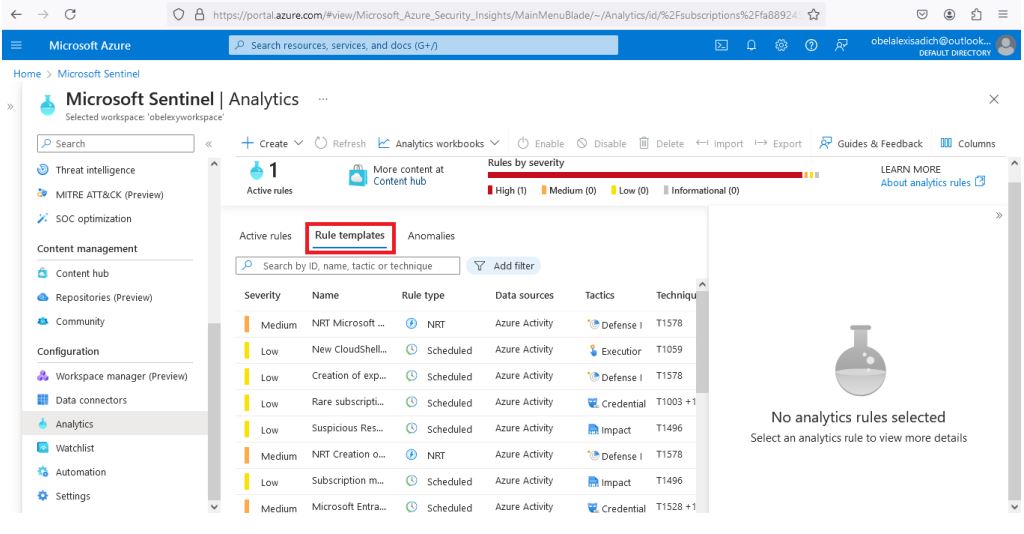 https://portal.azure.com/#view/Microsoft_Azure_Security_Insights/MainMenuBlade/~/Analytics/id/%2Fsubscriptions%2Ffa88924
Microsoft Azure
Search resources, services, and docs (G+/)
obelalexisadich@outlook...
DEFAULT DIRECTORY
Home > Microsoft Sentinel
Microsoft Sentinel | Analytics ...
Selected workspace: 'obelexyworkspace'
Search
Threat intelligence
MITRE ATT&CK (Preview)
SOC optimization
Content management
Content hub
Repositories (Preview)
Community
Configuration
Workspace manager (Preview)
Data connectors
Analytics
Watchlist
Automation
Settings
Create Refresh Analytics workbooks Enable Disable Delete Import Export Guides & Feedback Columns
1
Active rules
More content at
Content hub
Rules by severity
High (1) Medium (0) Low (0) Informational (0)
LEARN MORE
About analytics rules
Active rules Rule templates Anomalies
Search by ID, name, tactic or technique Add filter
Severity Name Rule type Data sources Tactics Techniqu
Medium NRT Microsoft ... NRT Azure Activity Defense I T1578
Low New CloudShell... Scheduled Azure Activity Execution T1059
Low Creation of exp... Scheduled Azure Activity Defense I T1578
Low Rare subscripti... Scheduled Azure Activity Credential T1003 +1
Low Suspicious Res... Scheduled Azure Activity Impact T1496
Medium NRT Creation o... NRT Azure Activity Defense I T1578
Low Subscription m... Scheduled Azure Activity Impact T1496
Medium Microsoft Entra... Scheduled Azure Activity Credential T1528 +1
No analytics rules selected
Select an analytics rule to view more details